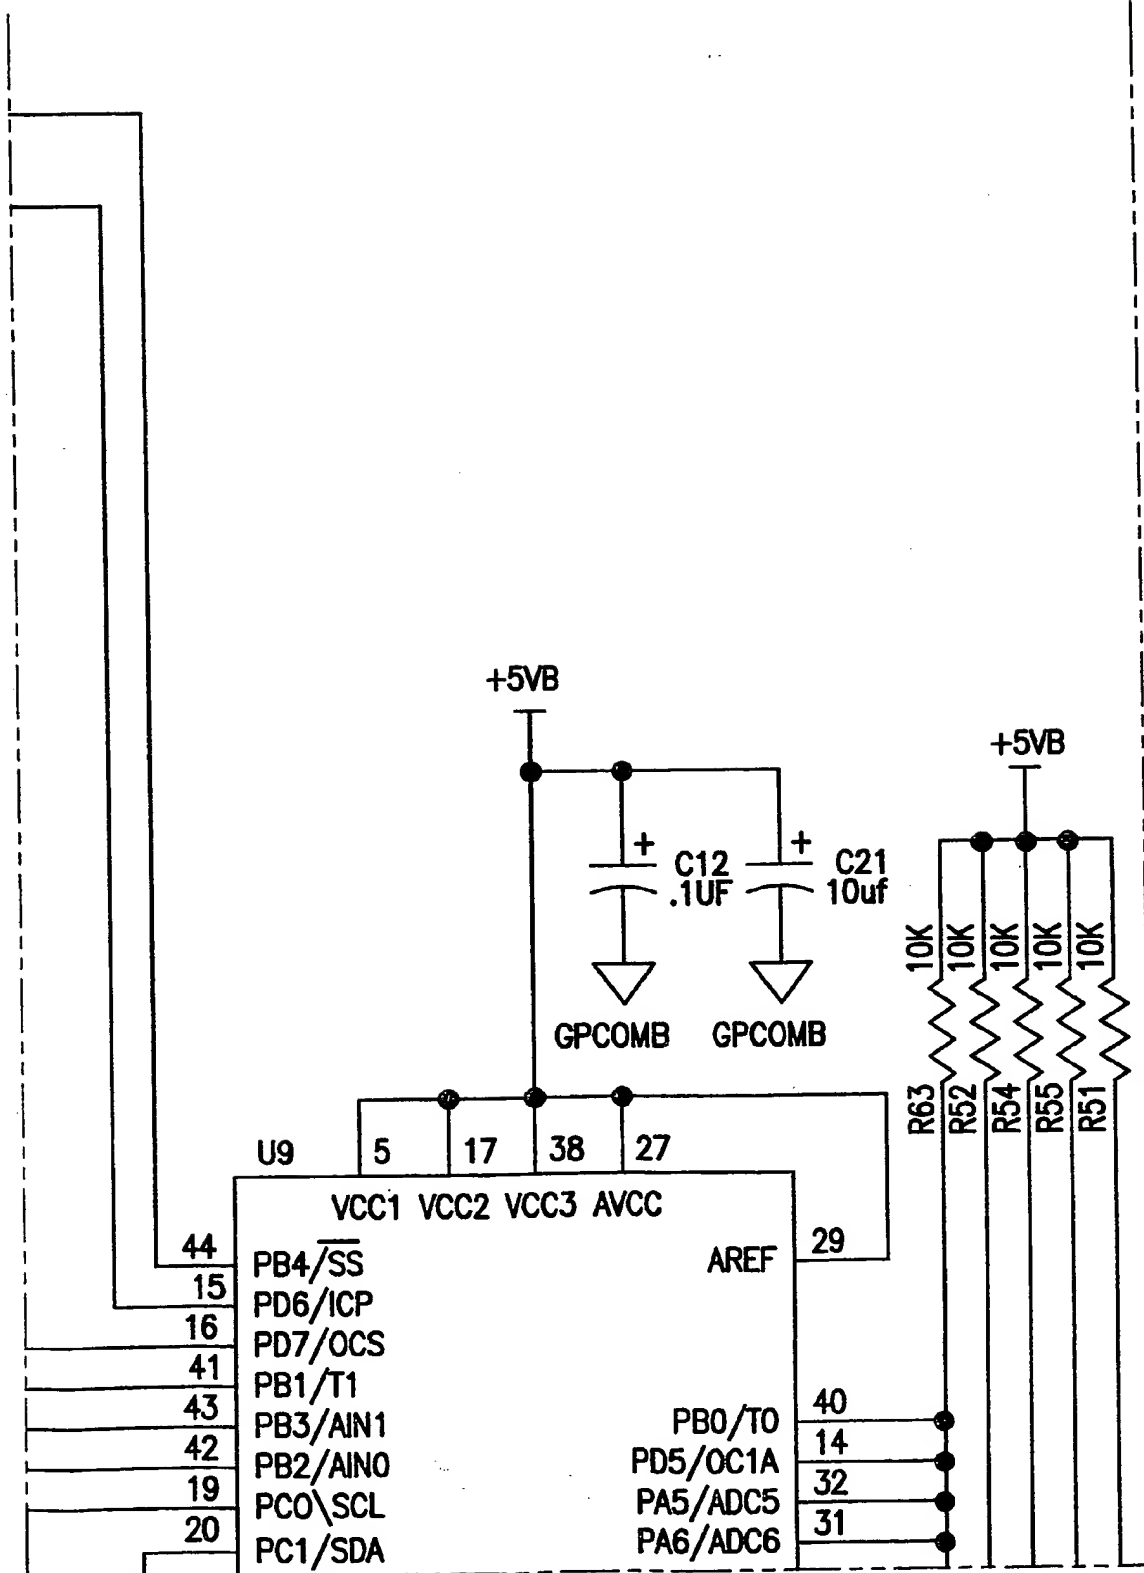 +5VB
+5VB
+ C12 + C21
.1UF 10uf
10K 10K 10K 10K 10K
GPCOMB GPCOMB
R63 R52 R54 R55 R51
U9 5 17 38 27
VCC1 VCC2 VCC3 AVCC
44 PB4/SS AREF 29
15 PD6/ICP
16 PD7/OCS
41 PB1/T1
43 PB3/AIN1 PB0/T0 40
42 PB2/AIN0 PD5/OC1A 14
19 PC0\SCL PA5/ADC5 32
20 PC1/SDA PA6/ADC6 31